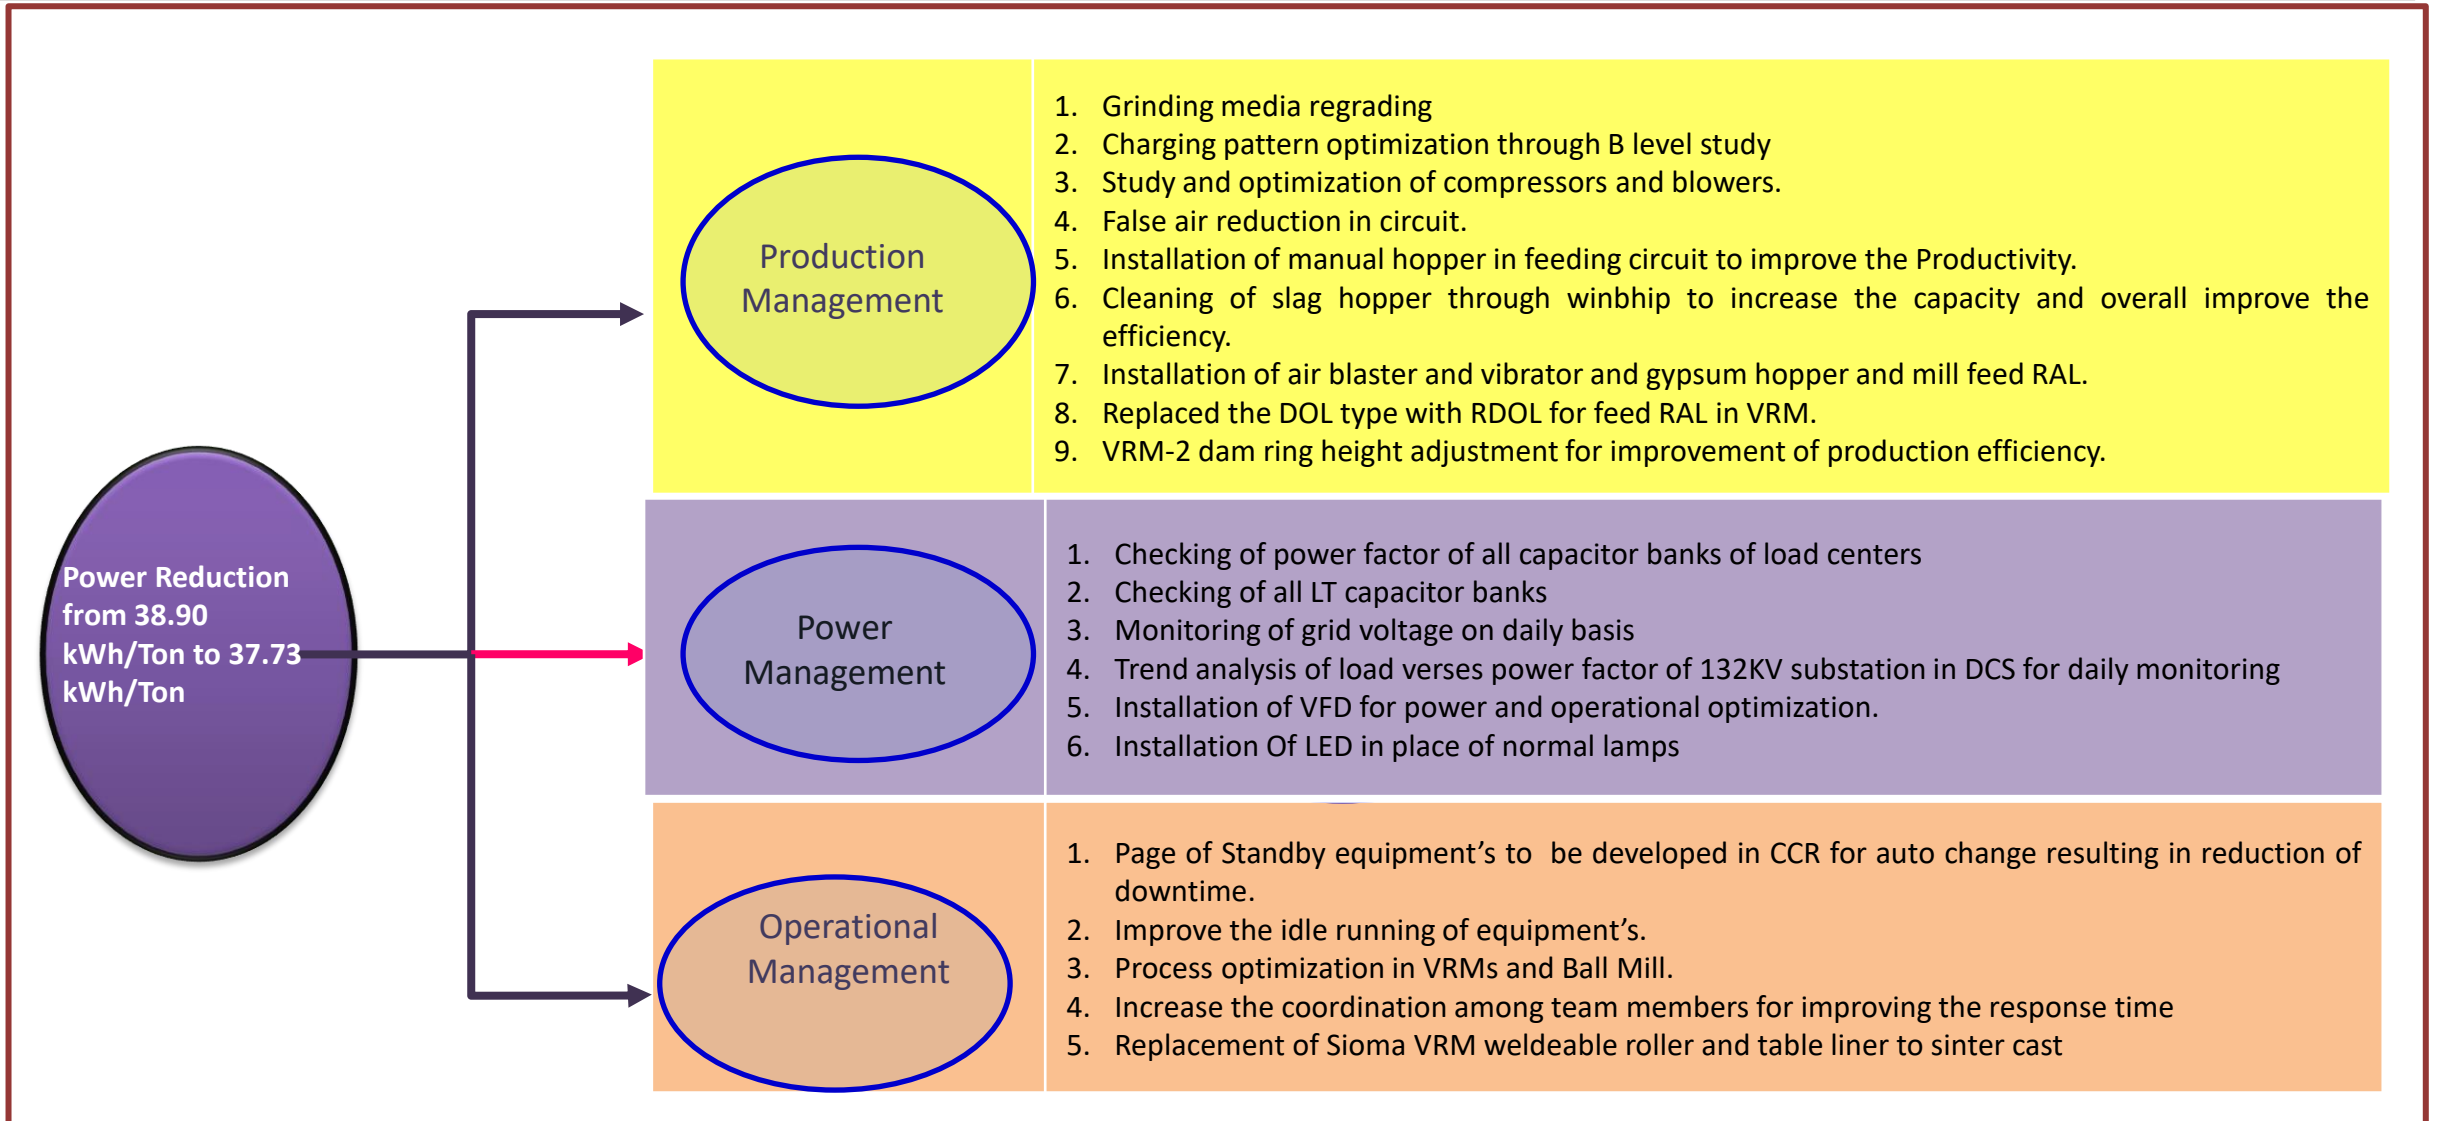 Power Reduction
from 38.90
kWh/Ton to 37.73
kWh/Ton
Production
Management
1. Grinding media regrading
2. Charging pattern optimization through B level study
3. Study and optimization of compressors and blowers.
4. False air reduction in circuit.
5. Installation of manual hopper in feeding circuit to improve the Productivity.
6. Cleaning of slag hopper through winbhip to increase the capacity and overall improve the
efficiency.
7. Installation of air blaster and vibrator and gypsum hopper and mill feed RAL.
8. Replaced the DOL type with RDOL for feed RAL in VRM.
9. VRM-2 dam ring height adjustment for improvement of production efficiency.
Power
Management
1. Checking of power factor of all capacitor banks of load centers
2. Checking of all LT capacitor banks
3. Monitoring of grid voltage on daily basis
4. Trend analysis of load verses power factor of 132KV substation in DCS for daily monitoring
5. Installation of VFD for power and operational optimization.
6. Installation Of LED in place of normal lamps
Operational
Management
1. Page of Standby equipment’s to be developed in CCR for auto change resulting in reduction of
downtime.
2. Improve the idle running of equipment’s.
3. Process optimization in VRMs and Ball Mill.
4. Increase the coordination among team members for improving the response time
5. Replacement of Sioma VRM weldeable roller and table liner to sinter cast